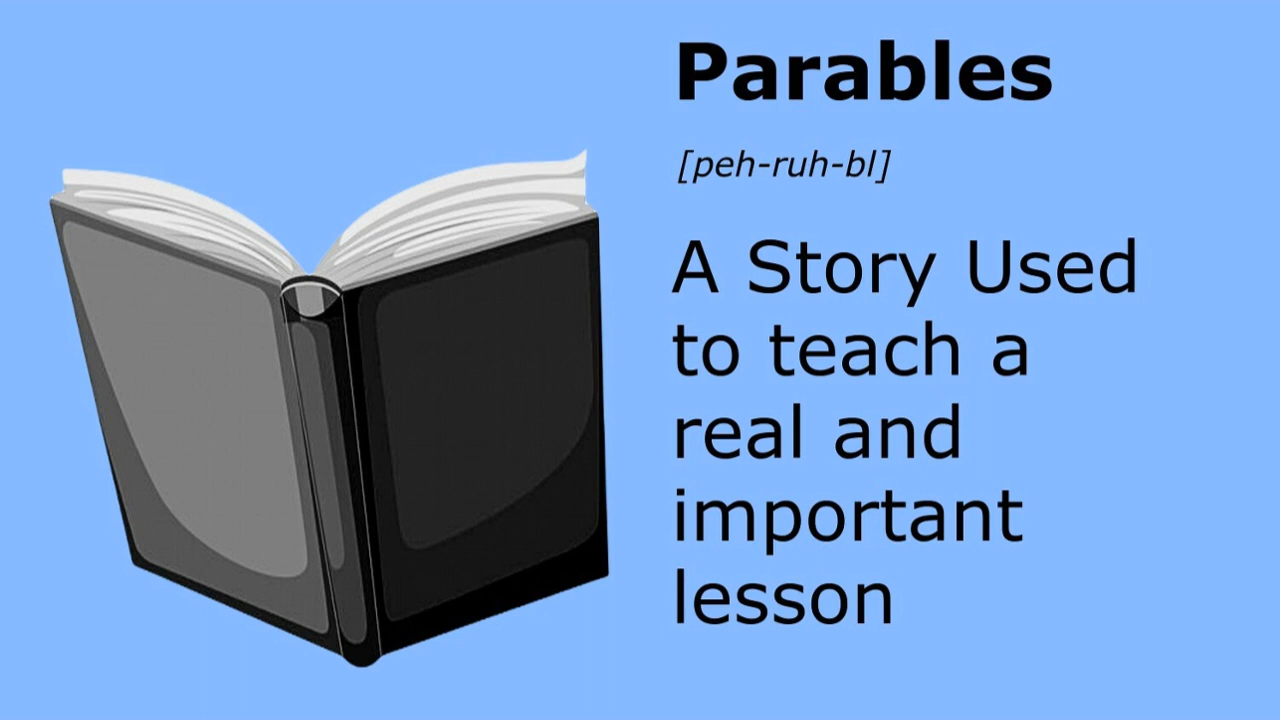 Parables
[peh-ruh-bl]
A Story Used
to teach a
real and
important
lesson